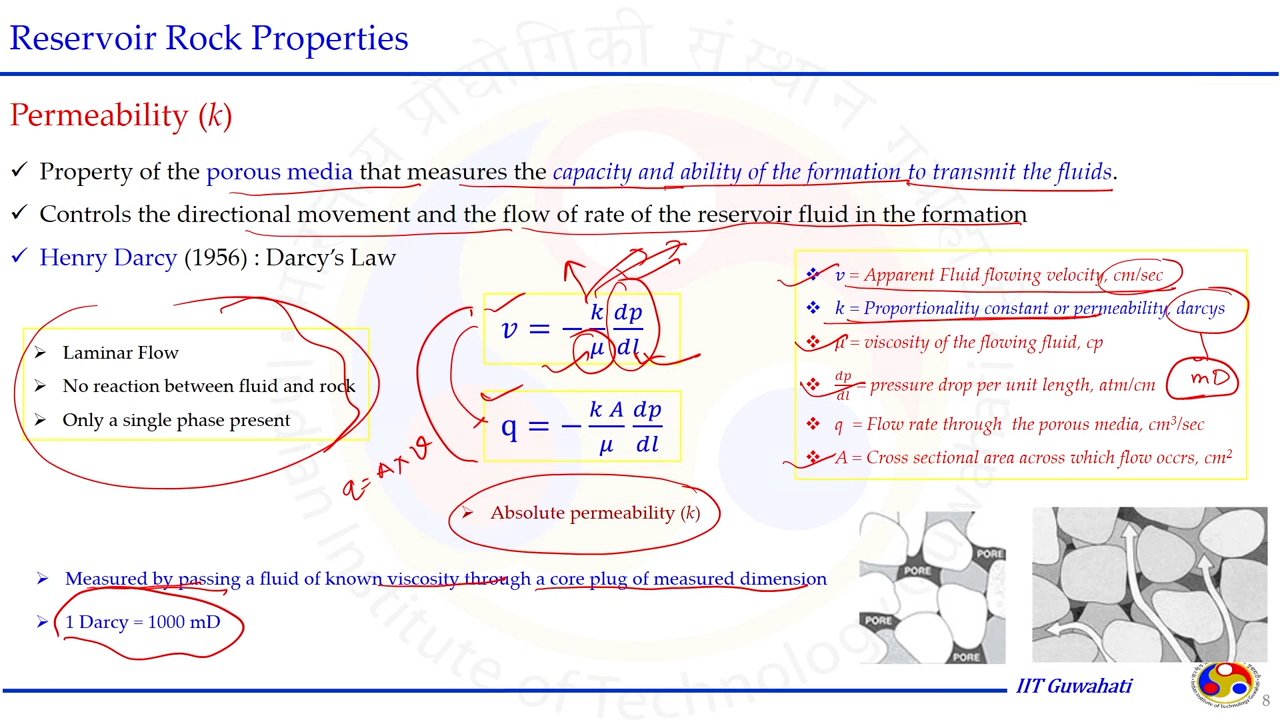 Reservoir Rock Properties
Permeability (k)
✓ Property of the porous media that measures the capacity and ability of the formation to transmit the fluids.
✓ Controls the directional movement and the flow of rate of the reservoir fluid in the formation
✓ Henry Darcy (1956) : Darcy's Law
➢ Laminar Flow
➢ No reaction between fluid and rock
➢ Only a single phase present
v = − k/μ dp/dl
q = − k A/μ dp/dl
q = A × v
➢ Absolute permeability (k)
❖ v = Apparent Fluid flowing velocity, cm/sec
❖ k = Proportionality constant or permeability, darcys
❖ μ = viscosity of the flowing fluid, cp
mD
❖ dp/dl = pressure drop per unit length, atm/cm
❖ q = Flow rate through the porous media, cm³/sec
❖ A = Cross sectional area across which flow occrs, cm²
➢ Measured by passing a fluid of known viscosity through a core plug of measured dimension
➢ 1 Darcy = 1000 mD
PORE
PORE
PORE
PORE
IIT Guwahati
8
भारतीय प्रौद्योगिकी संस्थान
Indian Institute of Technology Guwahati